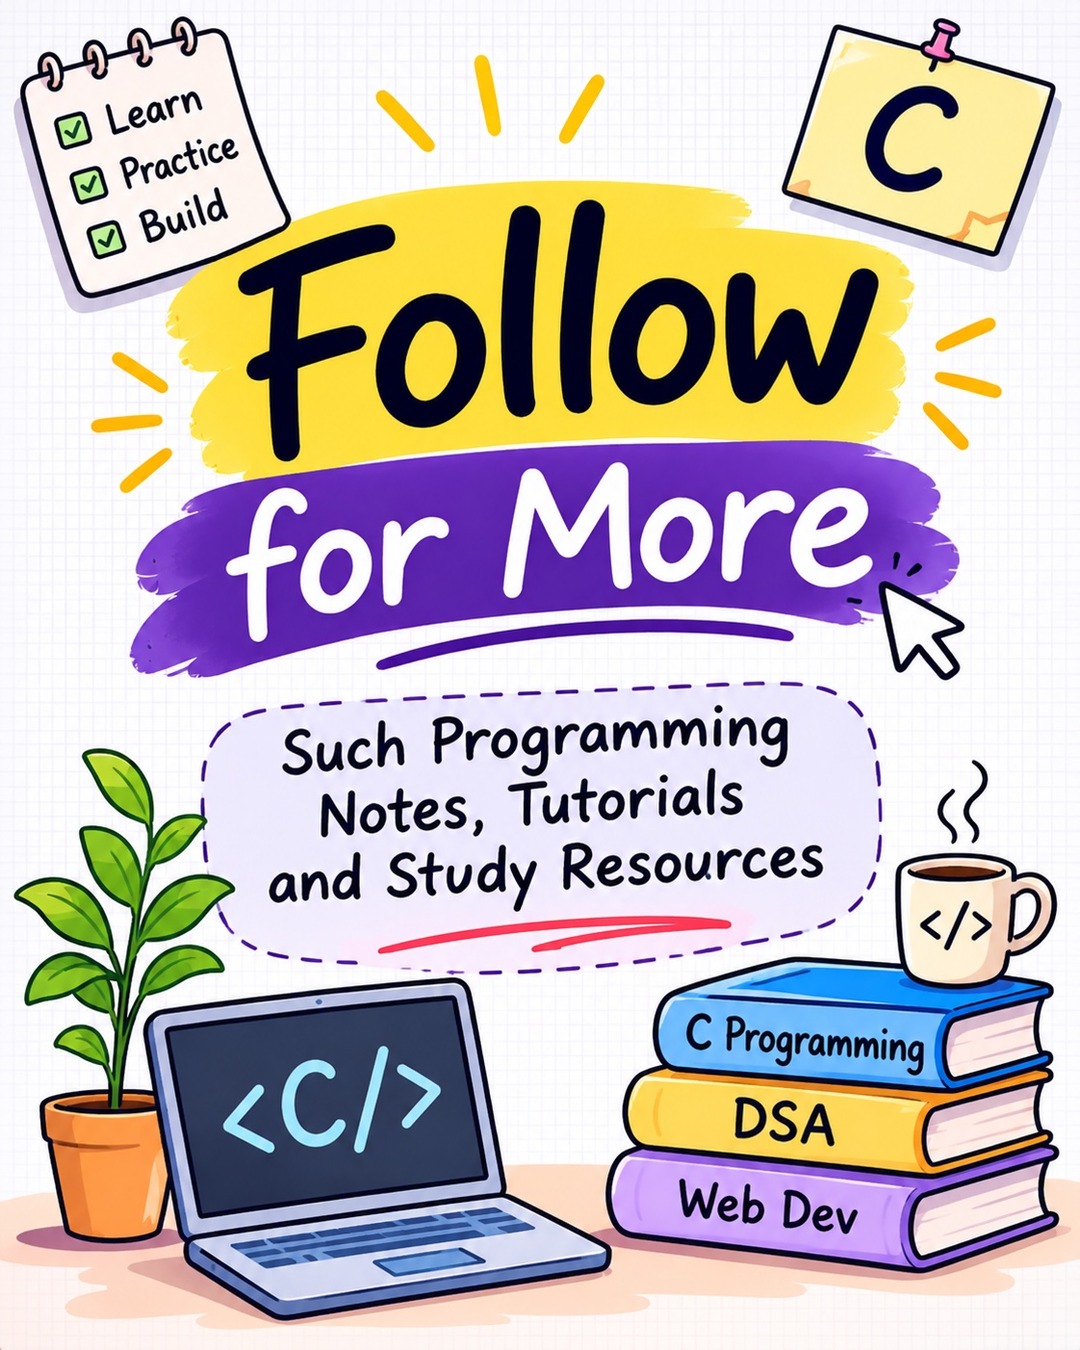 Learn
Practice
Build
C
Follow
for More
Such Programming
Notes, Tutorials
and Study Resources
</>
<C/>
C Programming
DSA
Web Dev